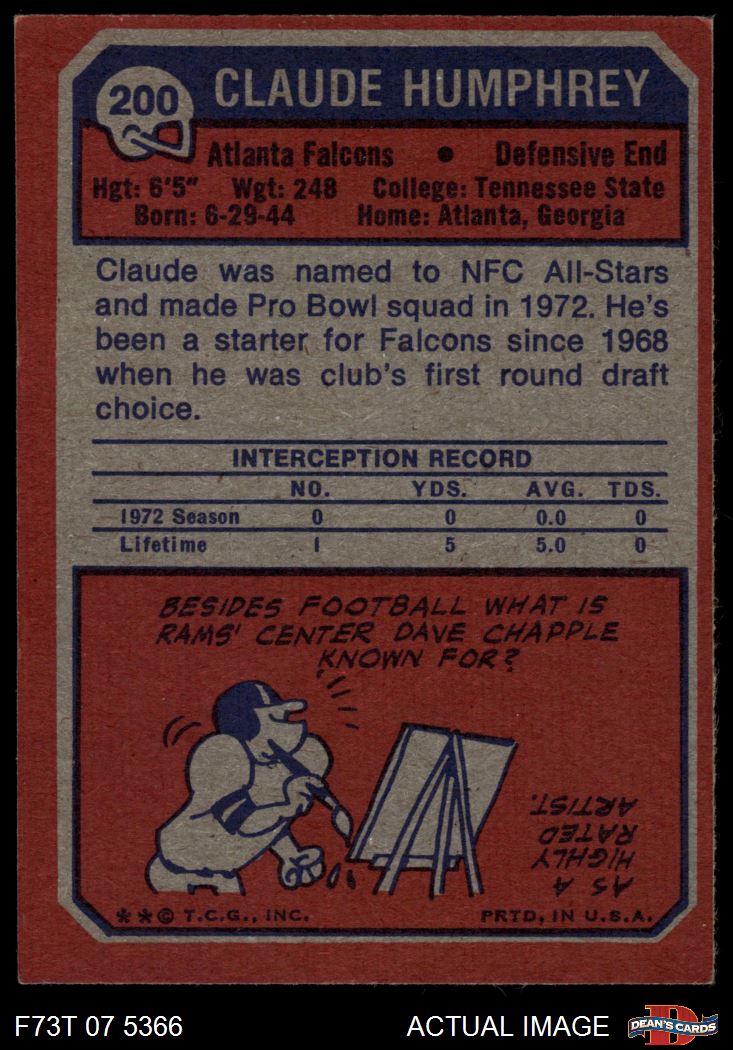 200
CLAUDE HUMPHREY
Atlanta Falcons • Defensive End
Hgt: 6'5" Wgt: 248 College: Tennessee State
Born: 6-29-44 Home: Atlanta, Georgia
Claude was named to NFC All-Stars
and made Pro Bowl squad in 1972. He's
been a starter for Falcons since 1968
when he was club's first round draft
choice.
INTERCEPTION RECORD
NO. YDS. AVG. TDS.
1972 Season 0 0 0.0 0
Lifetime 1 5 5.0 0
BESIDES FOOTBALL WHAT IS
RAMS' CENTER DAVE CHAPPLE
KNOWN FOR?
AS A
HIGHLY
RATED
ARTIST.
**© T.C.G., INC. PRTD, IN U.S.A.
F73T 07 5366 ACTUAL IMAGE
D
DEAN'S CARDS